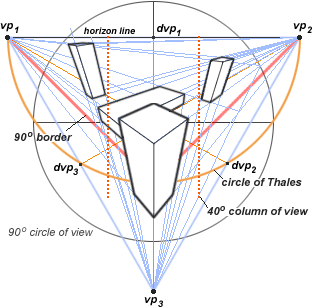 vp1
horizon line
dvp1
vp2
90° border
dvp3
dvp2
circle of Thales
40° column of view
90° circle of view
vp3